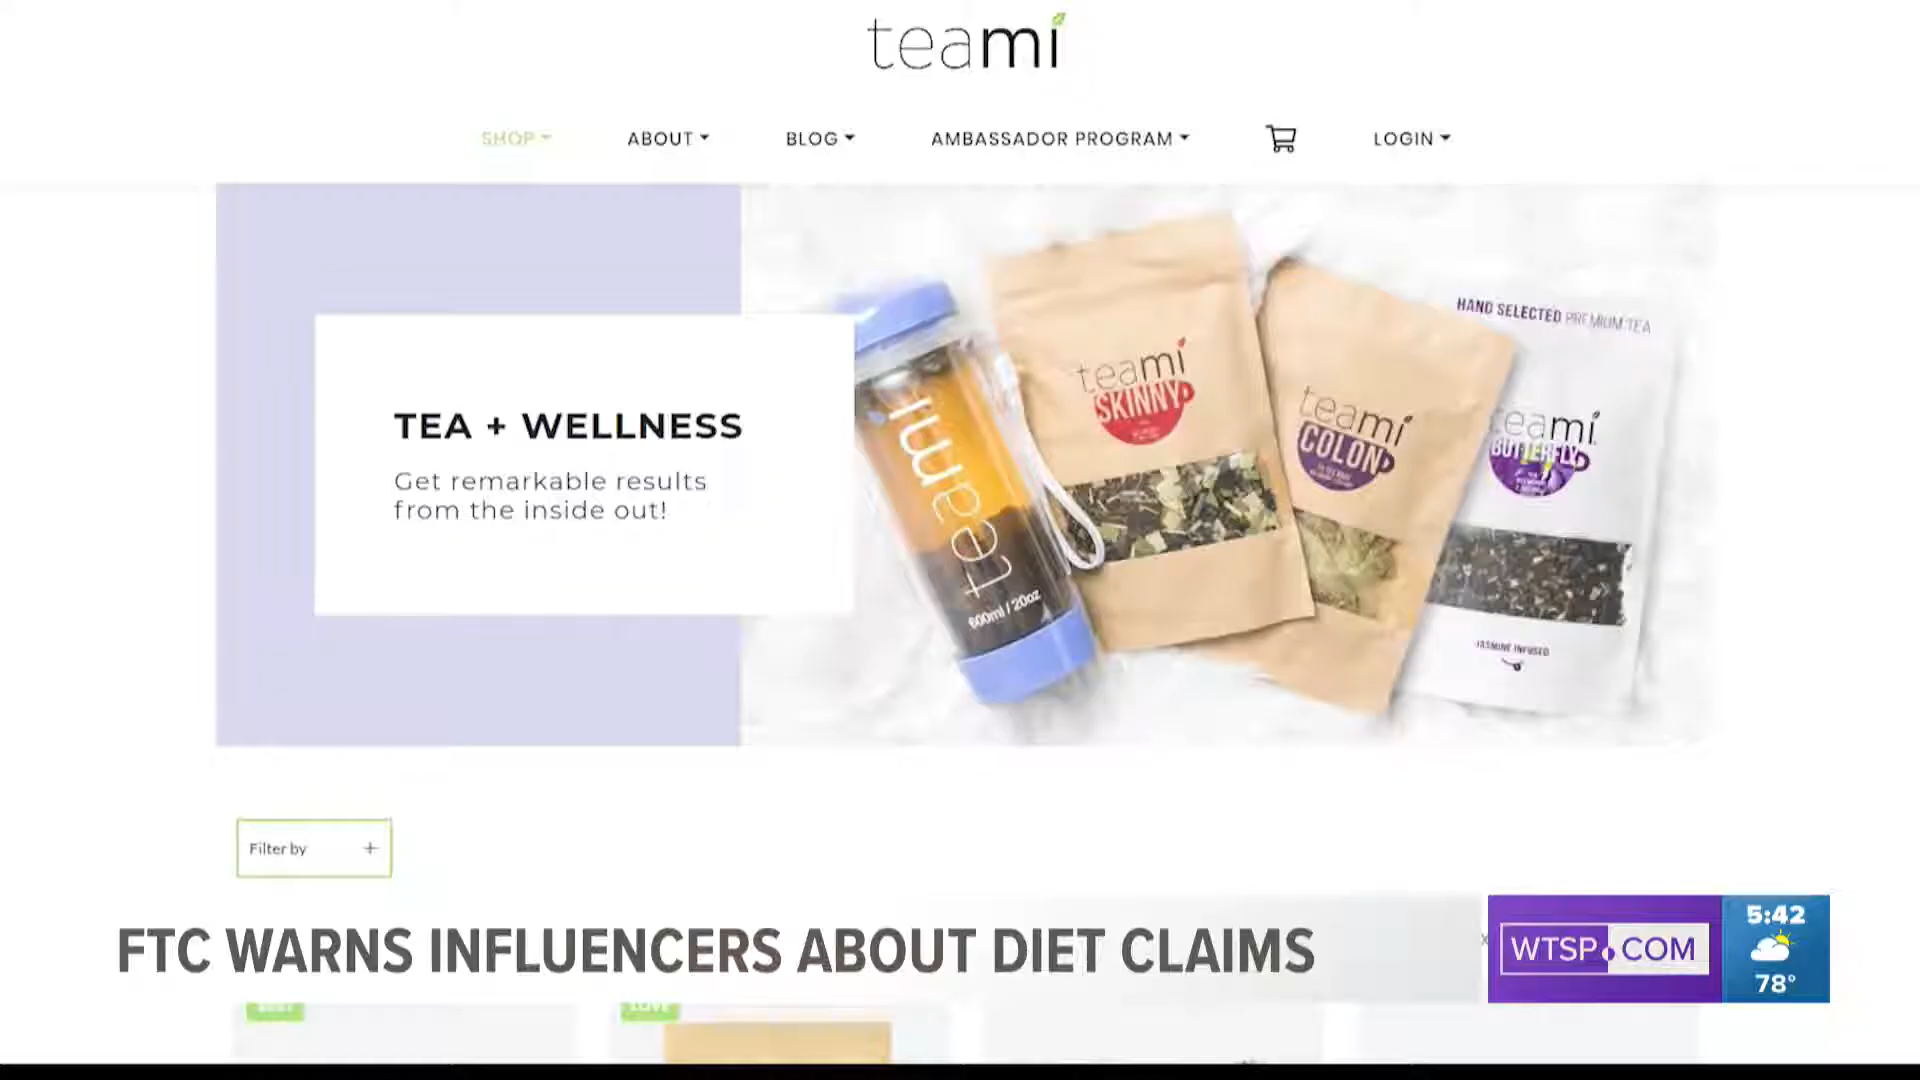 teami
SHOP
ABOUT
BLOG
AMBASSADOR PROGRAM
LOGIN
TEA + WELLNESS
Get remarkable results
from the inside out!
teami
600ml / 20oz
teami
SKINNY
teami
COLON
HAND SELECTED PREMIUM TEA
teami
BUTTERFLY
JASMINE INFUSED
Filter by +
FTC WARNS INFLUENCERS ABOUT DIET CLAIMS
WTSP.COM
5:42
78°
LOVE